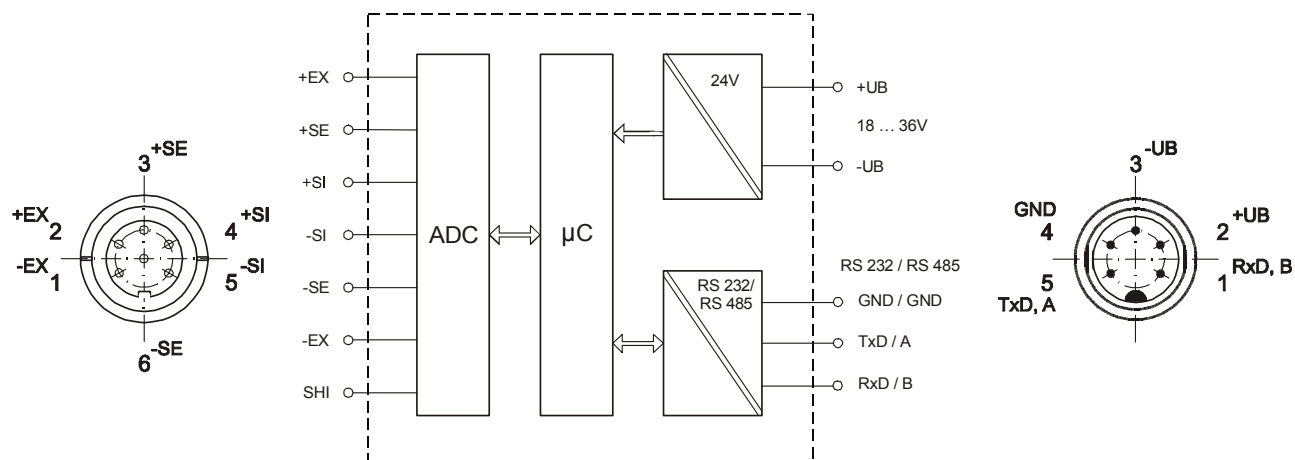 3 +SE
+EX 2
4 +SI
-EX 1
5 -SI
6 -SE
+EX
+SE
+SI
-SI
-SE
-EX
SHI
ADC
µC
24V
+UB
18 ... 36V
-UB
RS 232 / RS 485
RS 232/
RS 485
GND / GND
TxD / A
RxD / B
3 -UB
GND
4
+UB
2
5
TxD, A
1 RxD, B